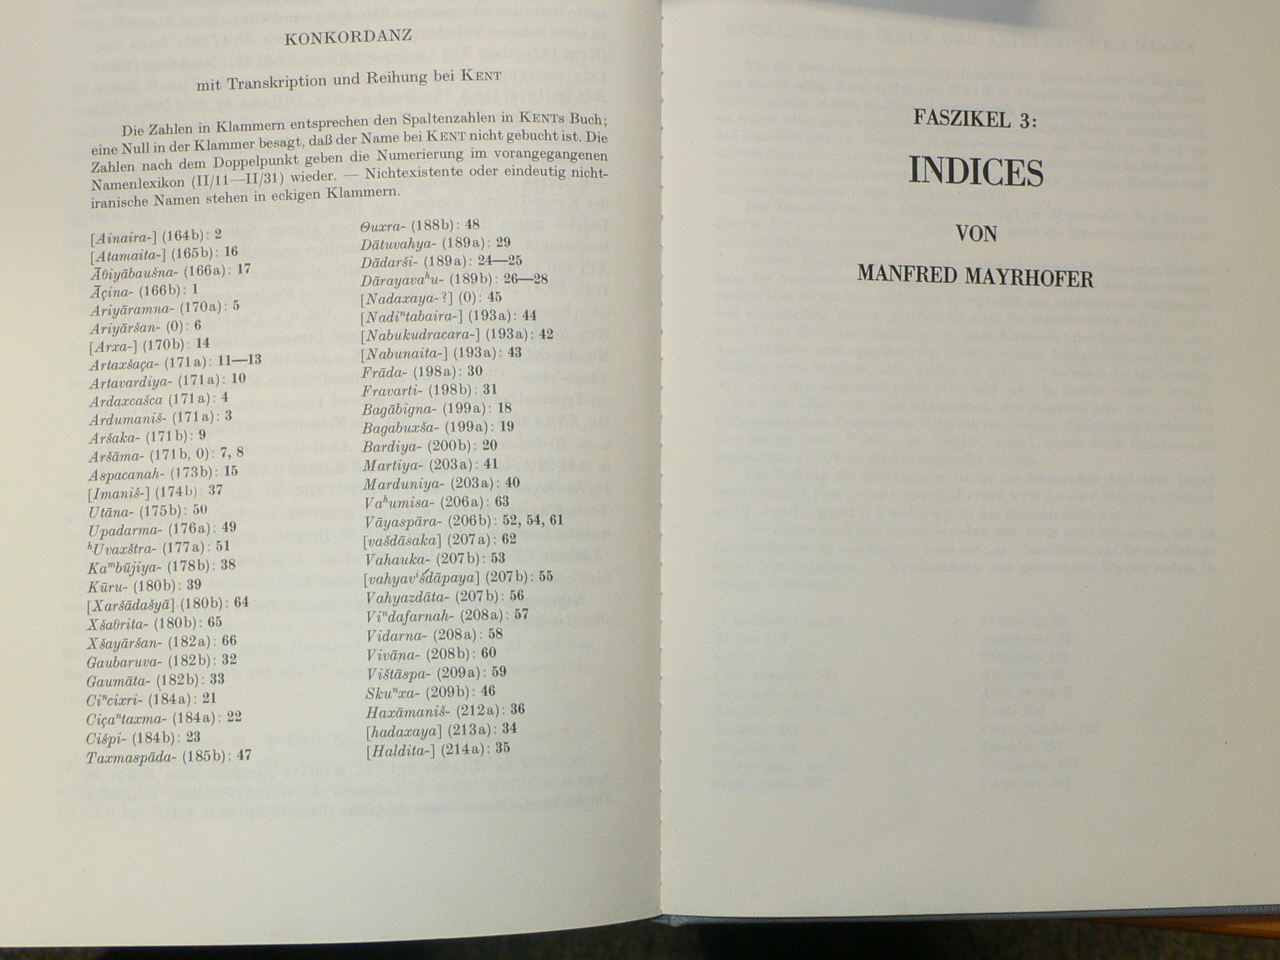 KONKORDANZ
mit Transkription und Reihung bei KENT
Die Zahlen in Klammern entsprechen den Spaltenzahlen in KENTs Buch;
eine Null in der Klammer besagt, daß der Name bei KENT nicht gebucht ist. Die
Zahlen nach dem Doppelpunkt geben die Numerierung im vorangegangenen
Namenlexikon (II/11—II/31) wieder. — Nichtexistente oder eindeutig nicht-
iranische Namen stehen in eckigen Klammern.
[Ainaira-] (164b): 2
[Atamaita-] (165b): 16
Āθiyābaušna- (166a): 17
Āçina- (166b): 1
Ariyāramna- (170a): 5
Ariyāršan- (0): 6
[Arxa-] (170b): 14
Artaxšaça- (171a): 11—13
Artavardiya- (171a): 10
Ardaxcašca (171a): 4
Ardumaniš- (171a): 3
Aršaka- (171b): 9
Aršāma- (171b, 0): 7, 8
Aspacanah- (173b): 15
[Imaniš-] (174b): 37
Utāna- (175b): 50
Upadarma- (176a): 49
ʰUvaxštra- (177a): 51
Kaᵐbūjiya- (178b): 38
Kūru- (180b): 39
[Xaršādašyā] (180b): 64
Xšaθrita- (180b): 65
Xšayāršan- (182a): 66
Gaubaruva- (182b): 32
Gaumāta- (182b): 33
Ciⁿcixri- (184a): 21
Ciçaⁿtaxma- (184a): 22
Cišpi- (184b): 23
Taxmaspāda- (185b): 47
Θuxra- (188b): 48
Dātuvahya- (189a): 29
Dādarši- (189a): 24—25
Dārayavaʰu- (189b): 26—28
[Nadaxaya-?] (0): 45
[Nadiⁿtabaira-] (193a): 44
[Nabukudracara-] (193a): 42
[Nabunaita-] (193a): 43
Frāda- (198a): 30
Fravarti- (198b): 31
Bagābigna- (199a): 18
Bagabuxša- (199a): 19
Bardiya- (200b): 20
Martiya- (203a): 41
Marduniya- (203a): 40
Vaʰumisa- (206a): 63
Vāyaspāra- (206b): 52, 54, 61
[vašdāsaka] (207a): 62
Vahauka- (207b): 53
[vahyavⁱšdāpaya] (207b): 55
Vahyazdāta- (207b): 56
Viⁿdafarnah- (208a): 57
Vidarna- (208a): 58
Vivāna- (208b): 60
Vištāspa- (209a): 59
Skuⁿxa- (209b): 46
Haxāmaniš- (212a): 36
[hadaxaya] (213a): 34
[Haldita-] (214a): 35
FASZIKEL 3:
INDICES
VON
MANFRED MAYRHOFER